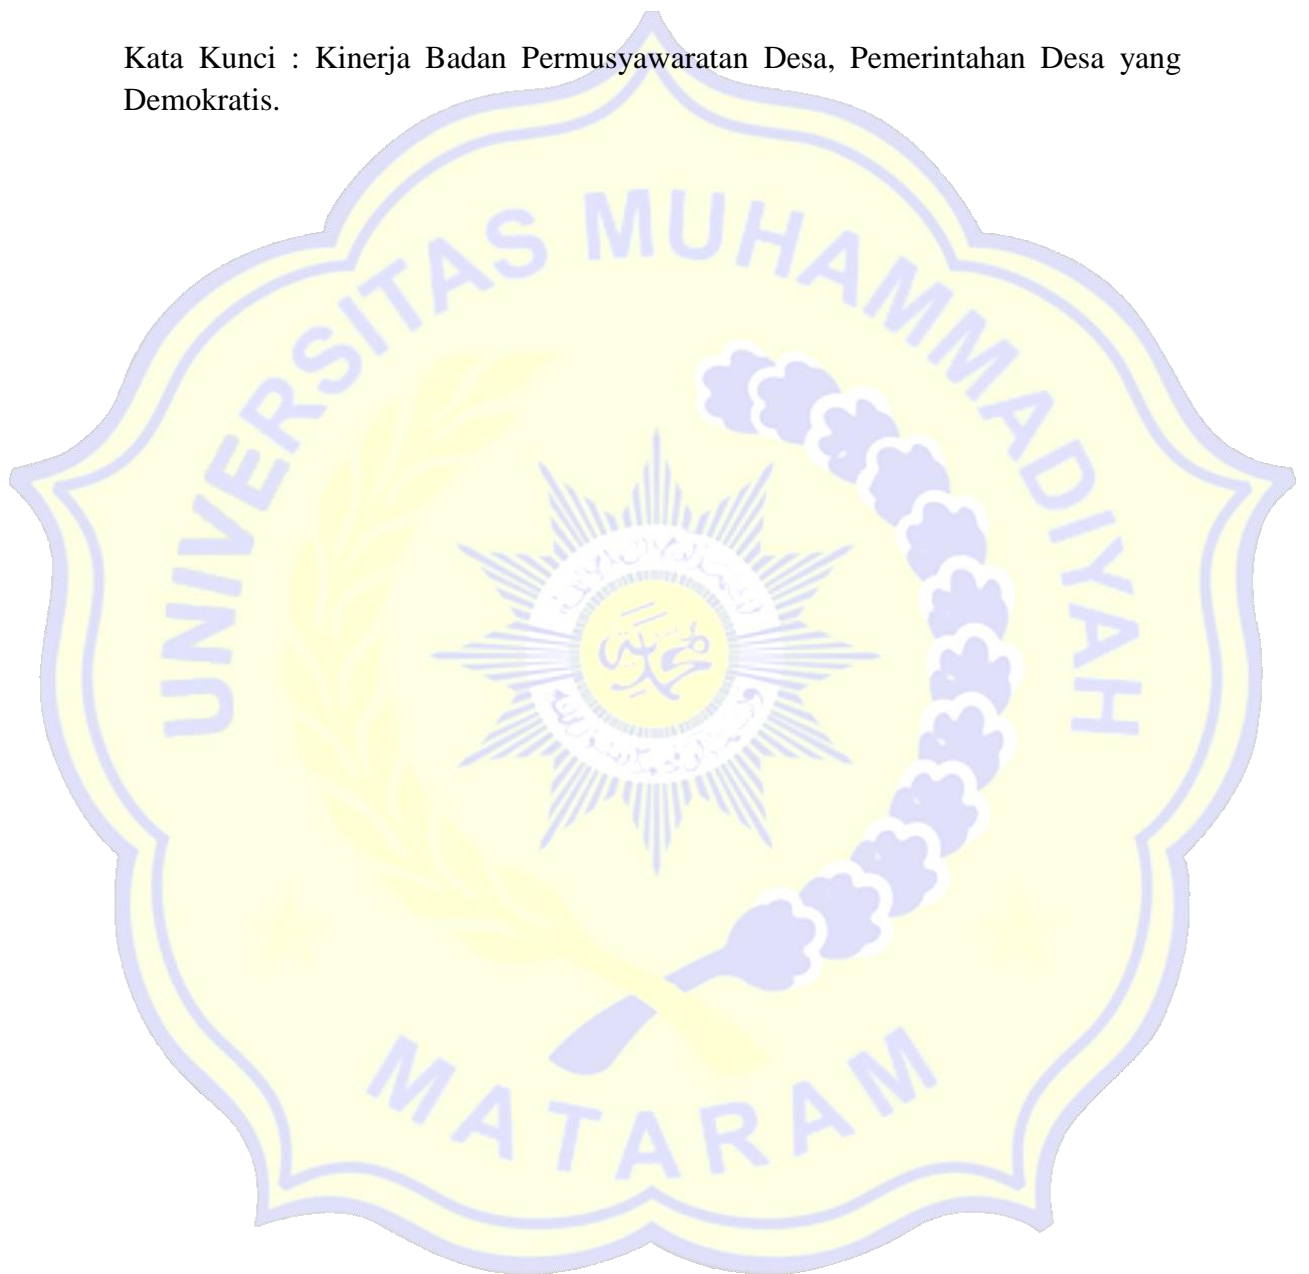 Kata Kunci : Kinerja Badan Permusyawaratan Desa, Pemerintahan Desa yang
Demokratis.
UNIVERSITAS MUHAMMADIYAH
MATARAM